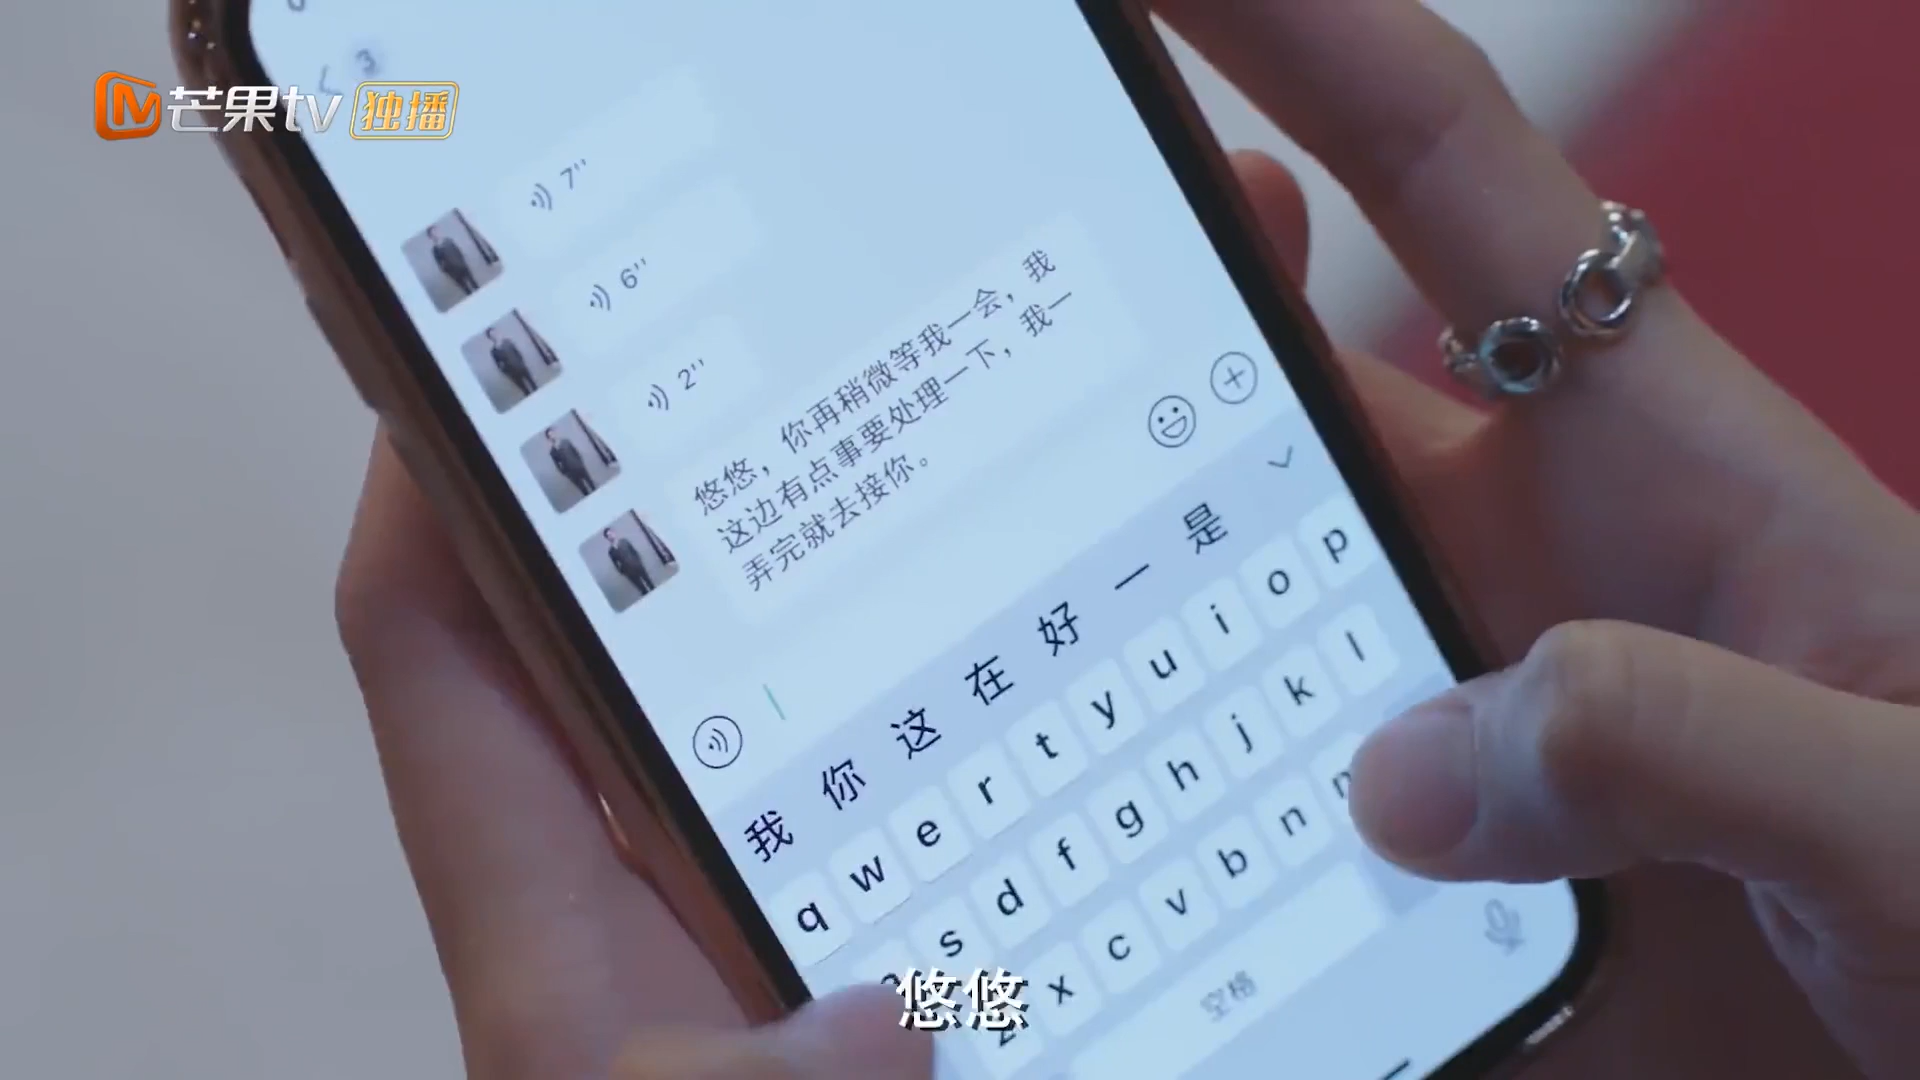 芒果tv 独播
3
7''
6''
2''
悠悠，你再稍微等我一会，我
这边有点事要处理一下，我一
弄完就去接你。
我 你 这 在 好 一 是
q w e r t y u i o p
s d f g h j k l
z x c v b n
空格
悠悠